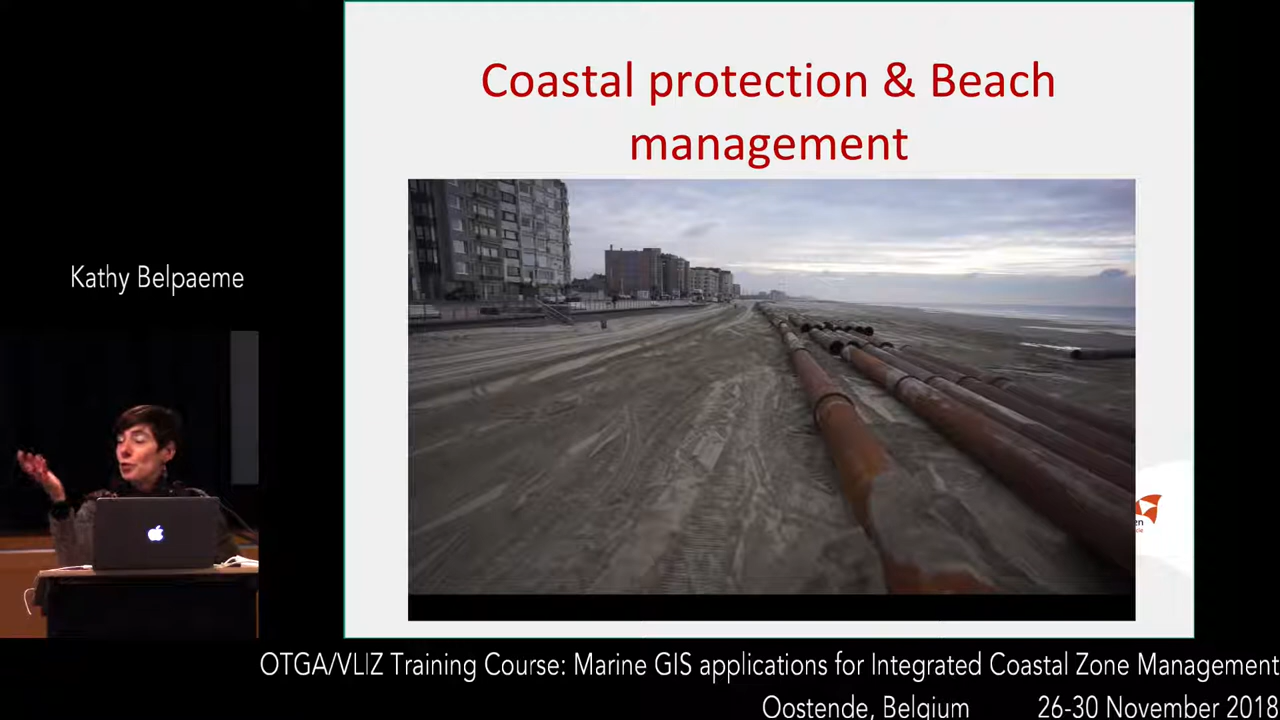 Coastal protection & Beach
management
Kathy Belpaeme
en
OTGA/VLIZ Training Course: Marine GIS applications for Integrated Coastal Zone Management
Oostende, Belgium 26-30 November 2018